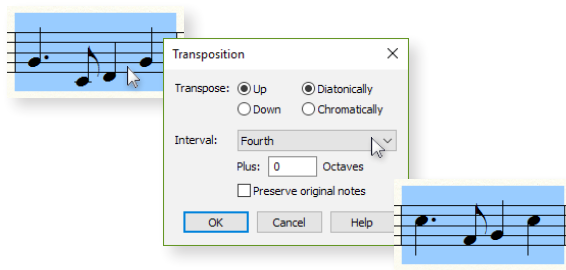 Transposition
Transpose: Up Diatonically
Down Chromatically
Interval: Fourth
Plus: 0 Octaves
Preserve original notes
OK Cancel Help